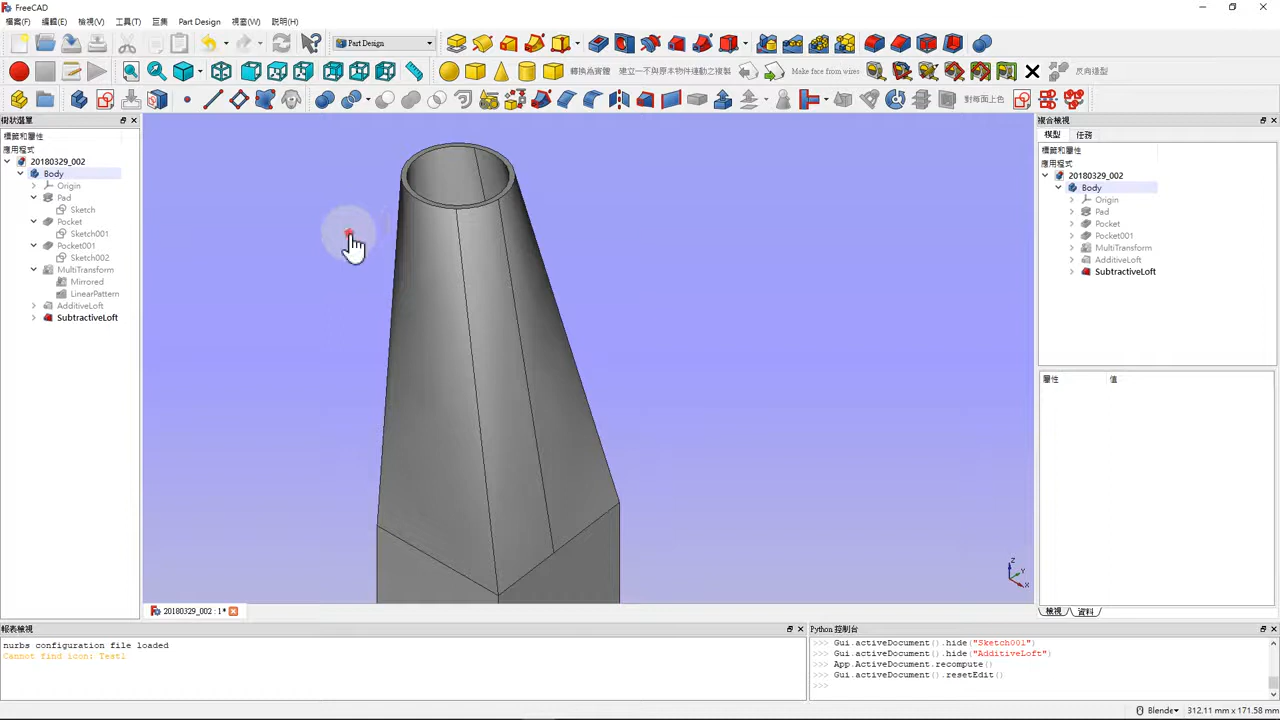 FreeCAD
檔案(F) 編輯(E) 檢視(V) 工具(T) 巨集 Part Design 視窗(W) 說明(H)
Part Design
轉換為實體 建立一不與原本物件連動之複製 Make face from wires 反向造型
對每面上色
樹狀選單
標籤和屬性
應用程式
20180329_002
Body
Origin
Pad
Sketch
Pocket
Sketch001
Pocket001
Sketch002
MultiTransform
Mirrored
LinearPattern
AdditiveLoft
SubtractiveLoft
複合檢視
模型 任務
標籤和屬性
應用程式
20180329_002
Body
Origin
Pad
Pocket
Pocket001
MultiTransform
AdditiveLoft
SubtractiveLoft
屬性 值
檢視 資料
Z
Y
X
20180329_002 : 1*
報表檢視
nurbs configuration file loaded
Cannot find icon: Test1
Python 控制台
>>> Gui.activeDocument().hide("Sketch001")
>>> Gui.activeDocument().hide("AdditiveLoft")
>>> App.ActiveDocument.recompute()
>>> Gui.activeDocument().resetEdit()
>>>
Blende 312.11 mm x 171.58 mm